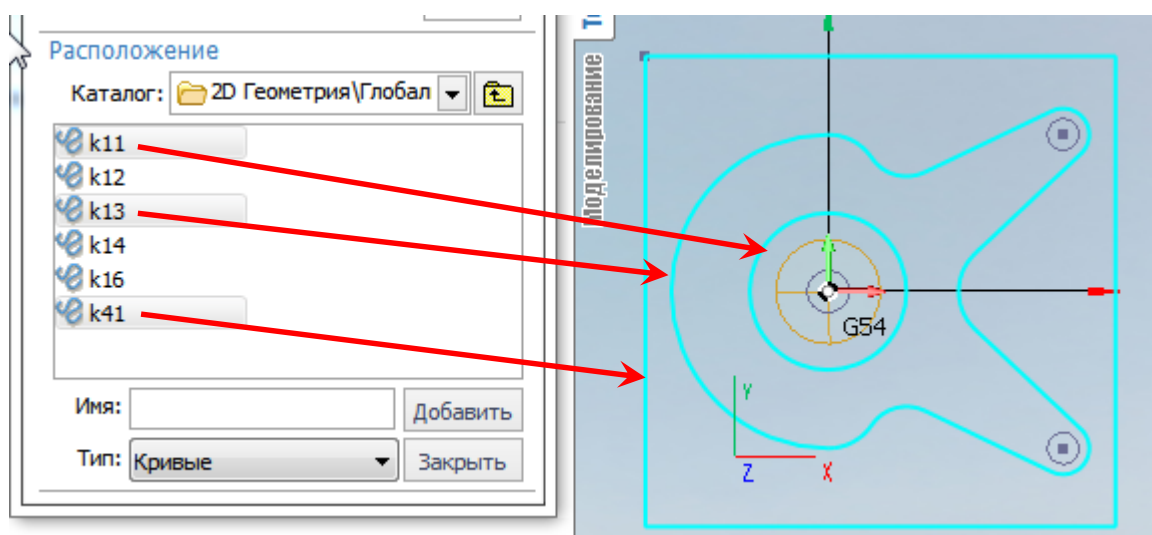 Расположение
Каталог: 2D Геометрия\Глобал
k11
k12
k13
k14
k16
k41
Имя: Добавить
Тип: Кривые Закрыть
Моделирование
G54
Y
Z X